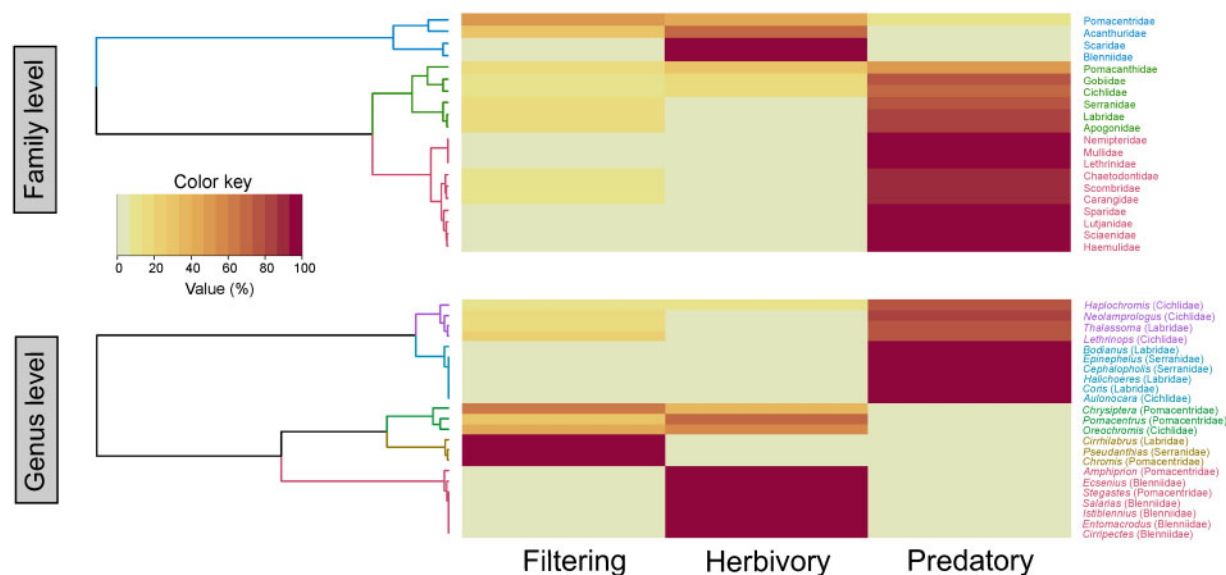 Family level
Color key
0 20 40 60 80 100
Value (%)
Pomacentridae
Acanthuridae
Scaridae
Blenniidae
Pomacanthidae
Gobiidae
Cichlidae
Serranidae
Labridae
Apogonidae
Nemipteridae
Mullidae
Lethrinidae
Chaetodontidae
Scombridae
Carangidae
Sparidae
Lutjanidae
Sciaenidae
Haemulidae
Genus level
Haplochromis (Cichlidae)
Neolamprologus (Cichlidae)
Thalassoma (Labridae)
Lethrinops (Cichlidae)
Bodianus (Labridae)
Epinephelus (Serranidae)
Cephalopholis (Serranidae)
Halichoeres (Labridae)
Coris (Labridae)
Aulonocara (Cichlidae)
Chrysiptera (Pomacentridae)
Pomacentrus (Pomacentridae)
Oreochromis (Cichlidae)
Cirrhilabrus (Labridae)
Pseudanthias (Serranidae)
Chromis (Pomacentridae)
Amphiprion (Pomacentridae)
Ecsenius (Blenniidae)
Stegastes (Pomacentridae)
Salarias (Blenniidae)
Istiblennius (Blenniidae)
Entomacrodus (Blenniidae)
Cirripectes (Blenniidae)
Filtering Herbivory Predatory